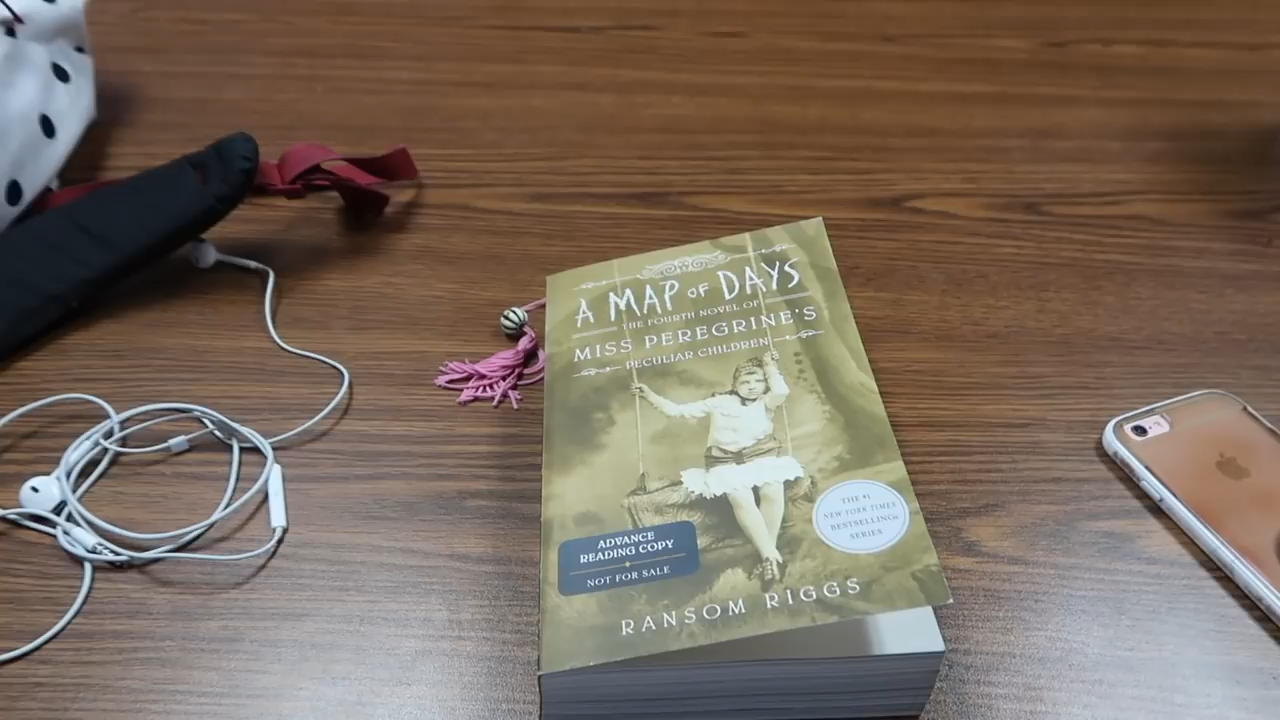 A MAP OF DAYS
THE FOURTH NOVEL OF
MISS PEREGRINE'S
PECULIAR CHILDREN
THE #1
NEW YORK TIMES
BESTSELLING
SERIES
ADVANCE
READING COPY
NOT FOR SALE
RANSOM RIGGS